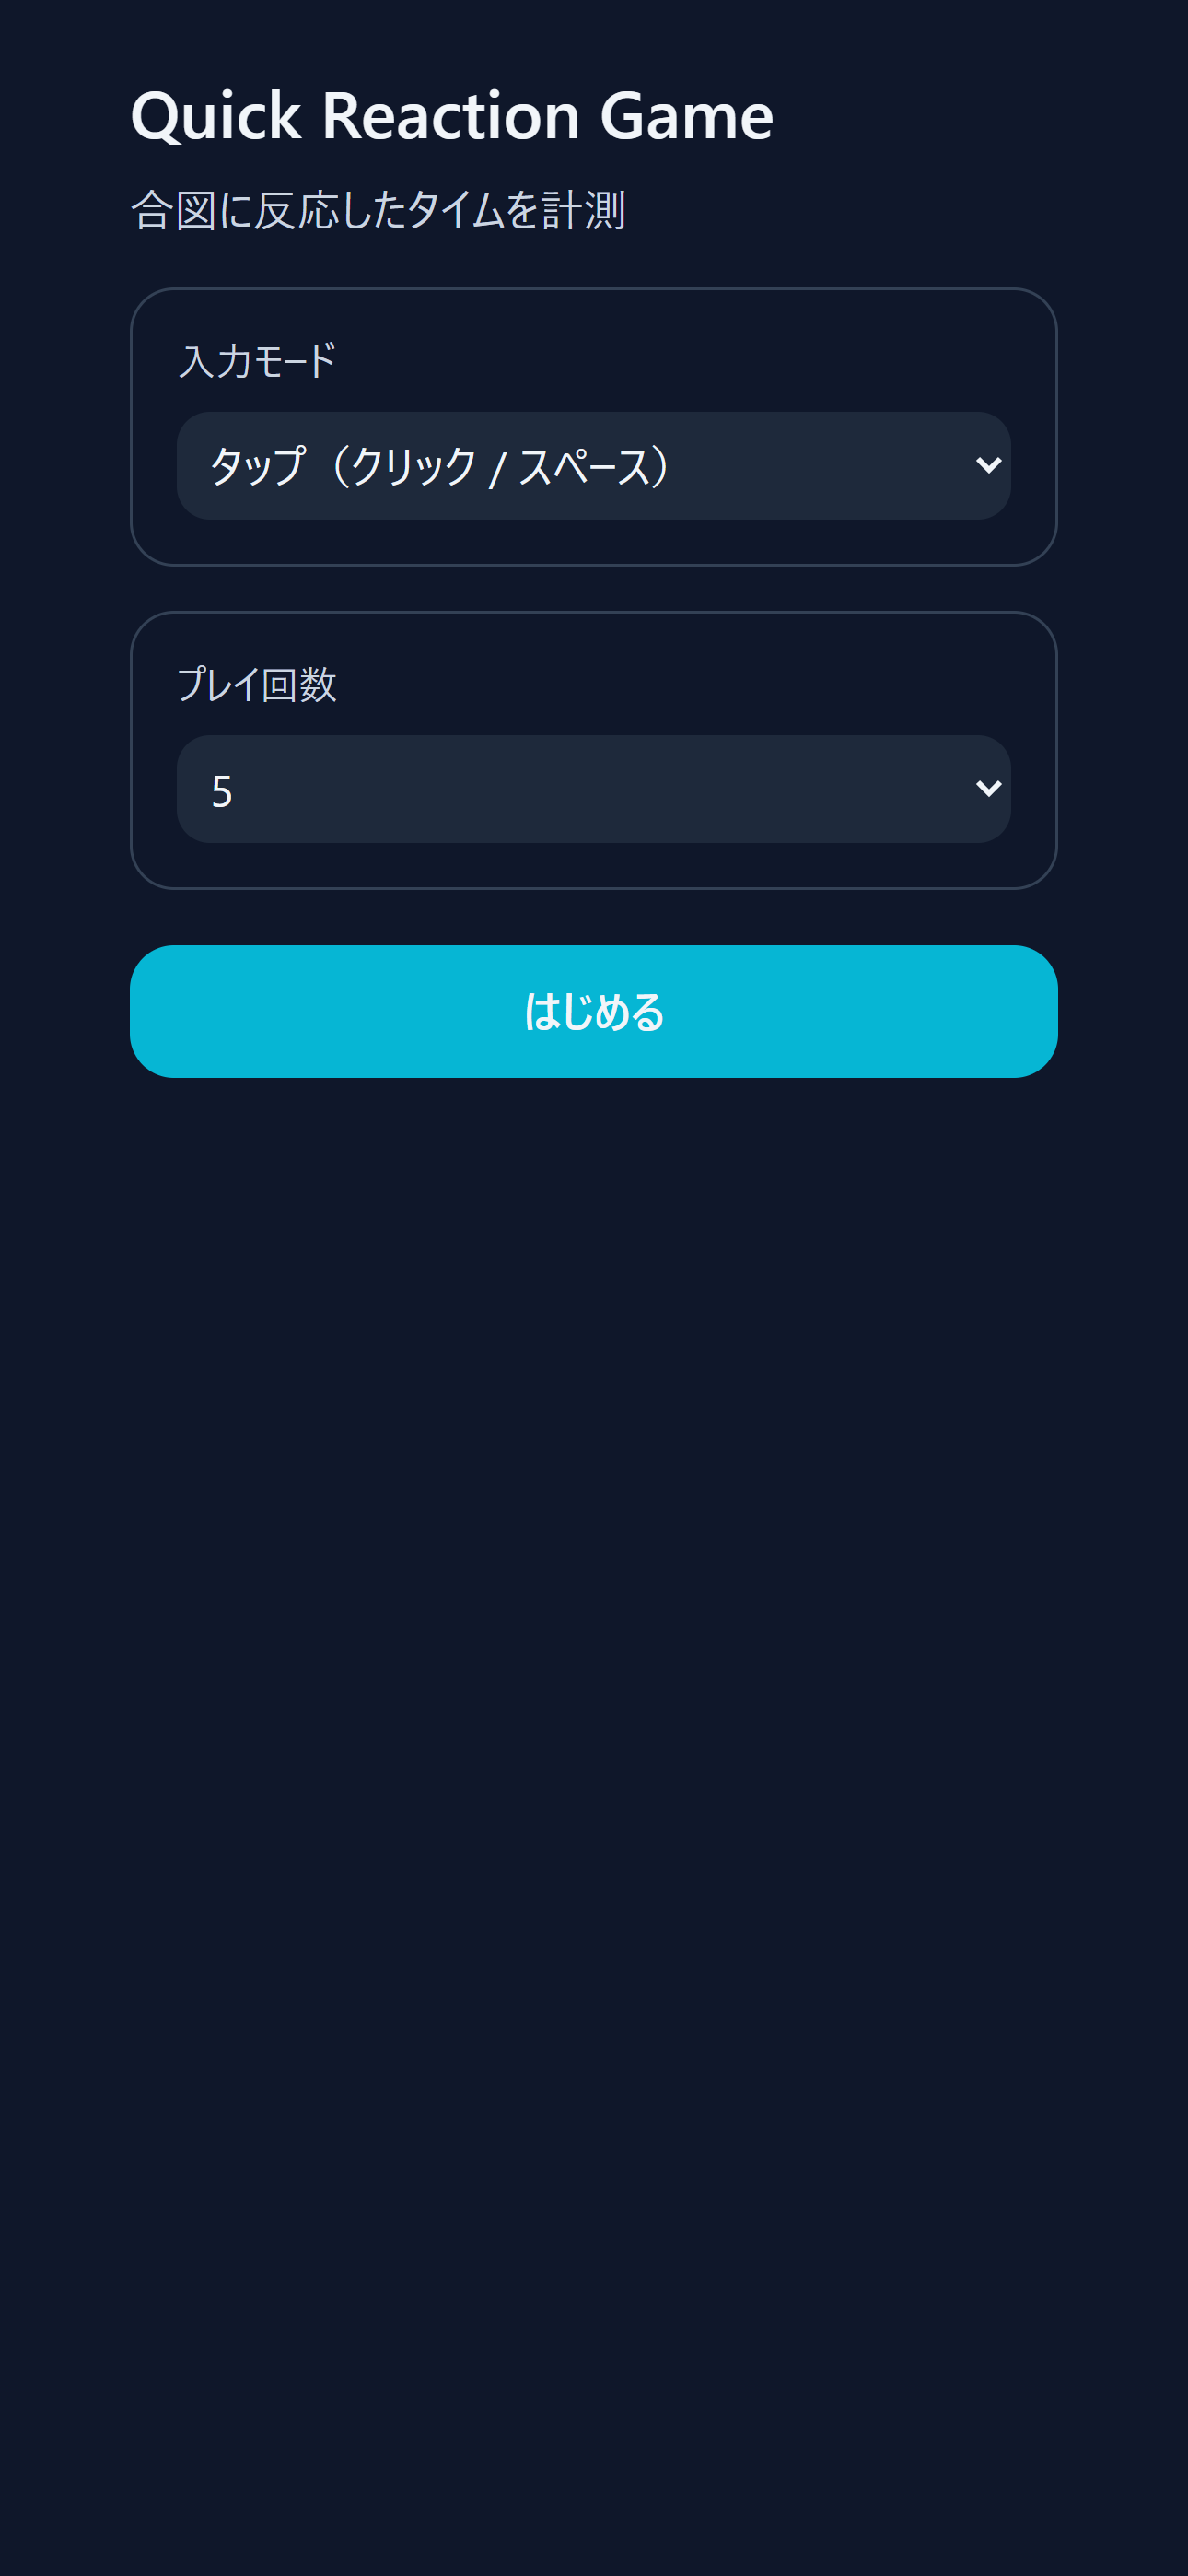 Quick Reaction Game
合図に反応したタイムを計測
入力モード
タップ（クリック / スペース）
プレイ回数
5
はじめる